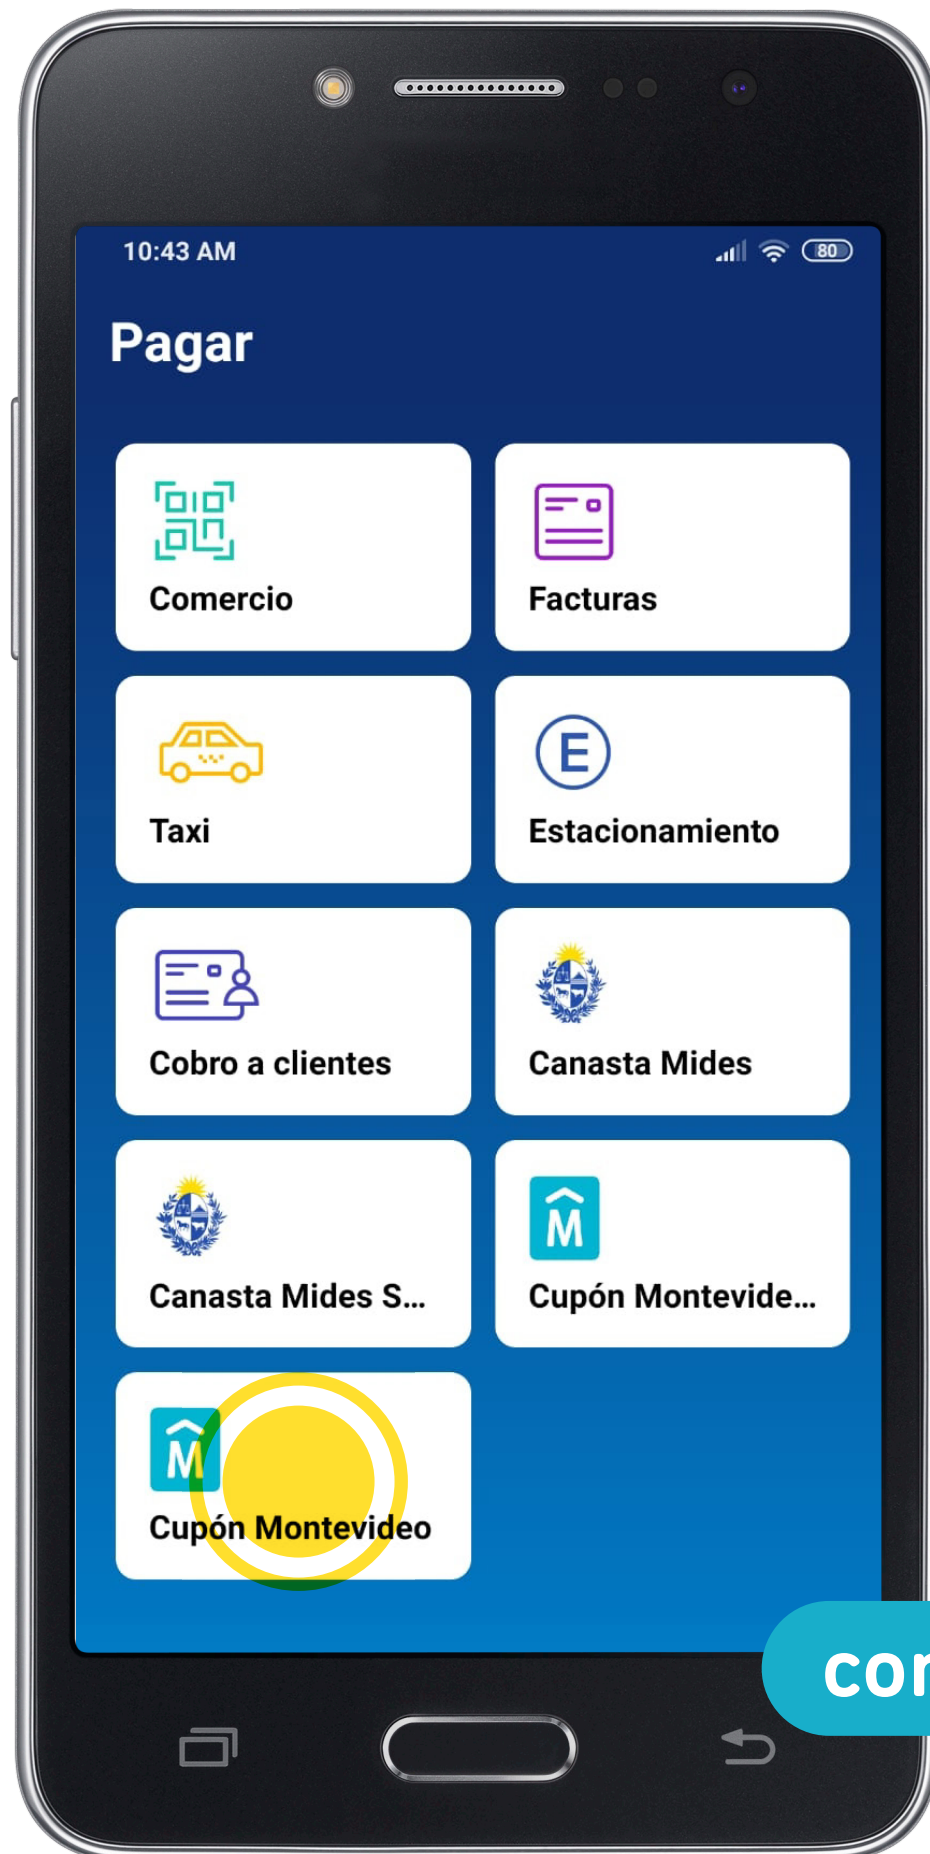 10:43 AM
80
Pagar
Comercio
Facturas
Taxi
E
Estacionamiento
Cobro a clientes
Canasta Mides
Canasta Mides S...
M
Cupón Montevide...
M
Cupón Montevideo